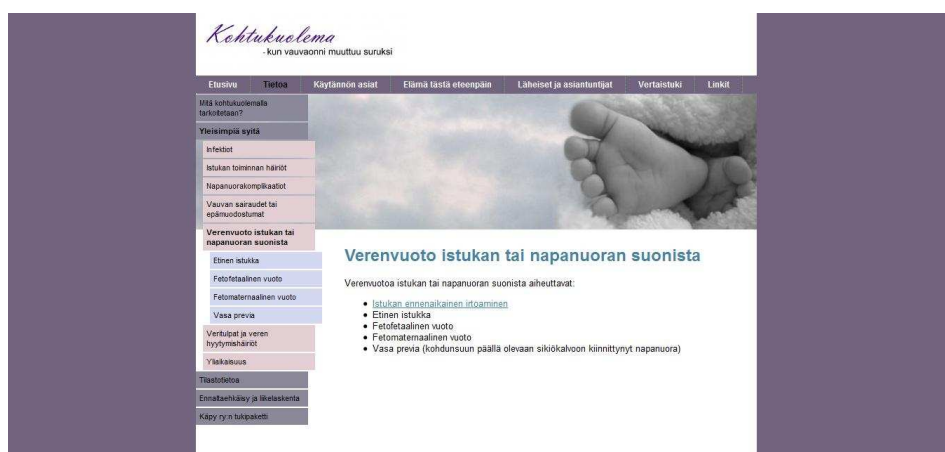 Kohtukuolema
- kun vauvaonni muuttuu suruksi
Etusivu Tietoa Käytännön asiat Elämä tästä eteenpäin Läheiset ja asiantuntijat Vertaistuki Linkit
Mitä kohtukuolemalla
tarkoitetaan?
Yleisimpiä syitä
Infektiot
Istukan toiminnan häiriöt
Napanuorakomplikaatiot
Vauvan sairaudet tai
epämuodostumat
Verenvuoto istukan tai
napanuoran suonista
Etinen istukka
Fetofetaalinen vuoto
Fetomaternaalinen vuoto
Vasa previa
Veritulpat ja veren
hyytymishäiriöt
Yliaikaisuus
Tilastotietoa
Ennaltaehkäisy ja liikelaskenta
Käpy ry:n tukipaketti
Verenvuoto istukan tai napanuoran suonista
Verenvuotoa istukan tai napanuoran suonista aiheuttavat:
• Istukan ennenaikainen irtoaminen
• Etinen istukka
• Fetofetaalinen vuoto
• Fetomaternaalinen vuoto
• Vasa previa (kohdunsuun päällä olevaan sikiökalvoon kiinnittynyt napanuora)